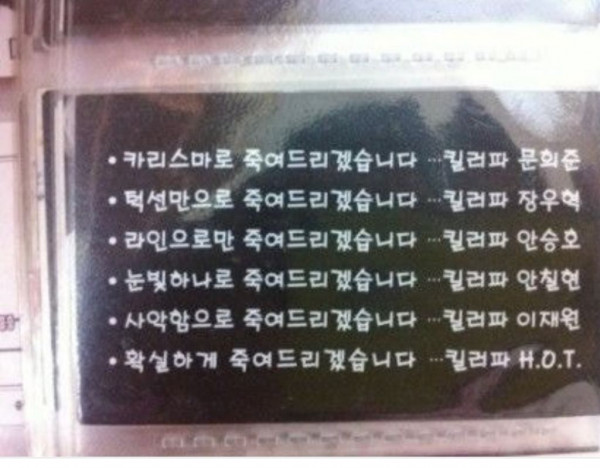 • 카리스마로 죽여드리겠습니다 …킬러파 문희준
• 턱선만으로 죽여드리겠습니다 …킬러파 장우혁
• 라인으로만 죽여드리겠습니다 …킬러파 안승호
• 눈빛하나로 죽여드리겠습니다 …킬러파 안칠현
• 사악함으로 죽여드리겠습니다 …킬러파 이재원
• 확실하게 죽여드리겠습니다 …킬러파 H.O.T.